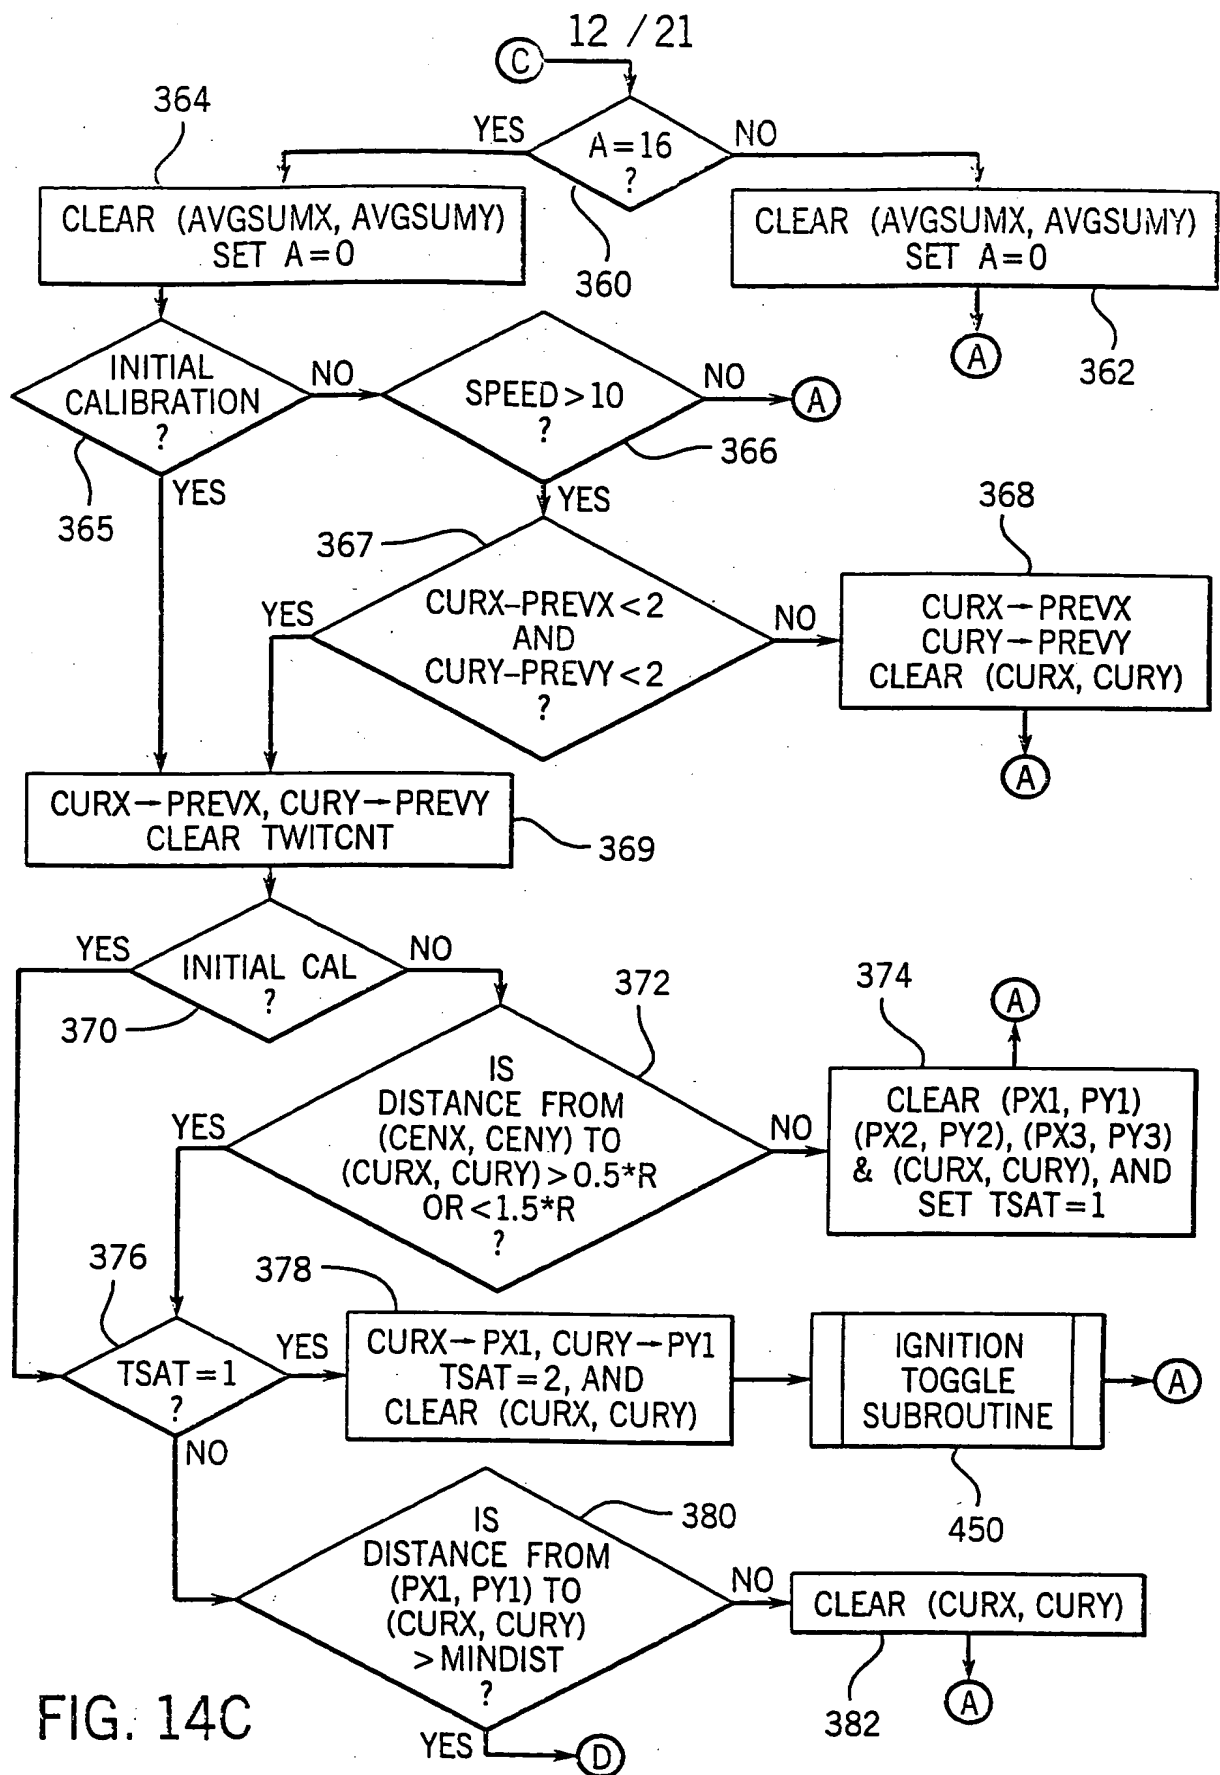 12 / 21
C
364
YES
A=16
?
NO
CLEAR (AVGSUMX, AVGSUMY)
SET A=0
360
CLEAR (AVGSUMX, AVGSUMY)
SET A=0
A
362
INITIAL
CALIBRATION
?
NO
SPEED>10
?
NO
A
366
365
YES
YES
367
368
YES
CURX–PREVX<2
AND
CURY–PREVY<2
?
NO
CURX→PREVX
CURY→PREVY
CLEAR (CURX, CURY)
A
CURX→PREVX, CURY→PREVY
CLEAR TWITCNT
369
YES
INITIAL CAL
?
NO
370
372
374
A
YES
IS
DISTANCE FROM
(CENX, CENY) TO
(CURX, CURY)>0.5*R
OR<1.5*R
?
NO
CLEAR (PX1, PY1)
(PX2, PY2), (PX3, PY3)
& (CURX, CURY), AND
SET TSAT=1
376
378
TSAT=1
?
YES
CURX→PX1, CURY→PY1
TSAT=2, AND
CLEAR (CURX, CURY)
IGNITION
TOGGLE
SUBROUTINE
A
450
NO
380
IS
DISTANCE FROM
(PX1, PY1) TO
(CURX, CURY)
>MINDIST
?
NO
CLEAR (CURX, CURY)
382
A
YES
D
FIG. 14C